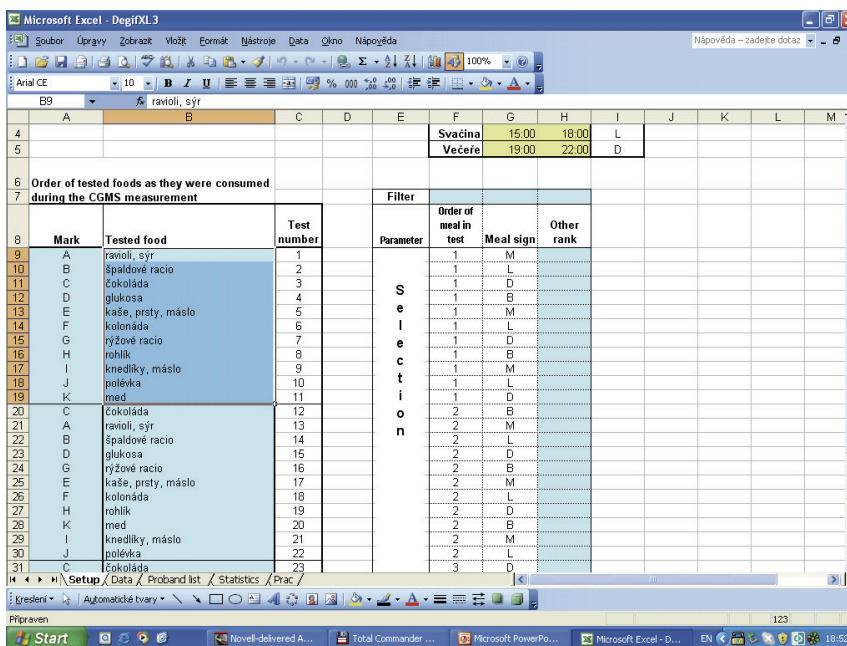 Microsoft Excel - DegifXL3
Soubor Úpravy Zobrazit Vložit Formát Nástroje Data Okno Nápověda Nápověda – zadejte dotaz
100%
Arial CE 10 B I U % 000
B9 fx ravioli, sýr
A B C D E F G H I J K L M
4 Svačina 15:00 18:00 L
5 Večeře 19:00 22:00 D
6 Order of tested foods as they were consumed
7 during the CGMS measurement Filter
8 Mark Tested food Test number Parameter Order of meal in test Meal sign Other rank
9 A ravioli, sýr 1 1 M
10 B špaldové racio 2 1 L
11 C čokoláda 3 1 D
12 D glukosa 4 1 B
13 E kaše, prsty, máslo 5 1 M
14 F kolonáda 6 1 L
15 G rýžové racio 7 1 D
16 H rohlík 8 1 B
17 I knedlíky, máslo 9 1 M
18 J polévka 10 1 L
19 K med 11 1 D
20 C čokoláda 12 2 B
21 A ravioli, sýr 13 2 M
22 B špaldové racio 14 2 L
23 D glukosa 15 2 D
24 G rýžové racio 16 2 B
25 E kaše, prsty, máslo 17 2 M
26 F kolonáda 18 2 L
27 H rohlík 19 2 D
28 K med 20 2 B
29 I knedlíky, máslo 21 2 M
30 J polévka 22 2 L
31 C čokoláda 23 3 D
Selection
Setup / Data / Proband list / Statistics / Prac /
Kreslení Automatické tvary
Připraven 123
Start Novell-delivered A... Total Commander ... Microsoft PowerPo... Microsoft Excel - D... EN 18:52